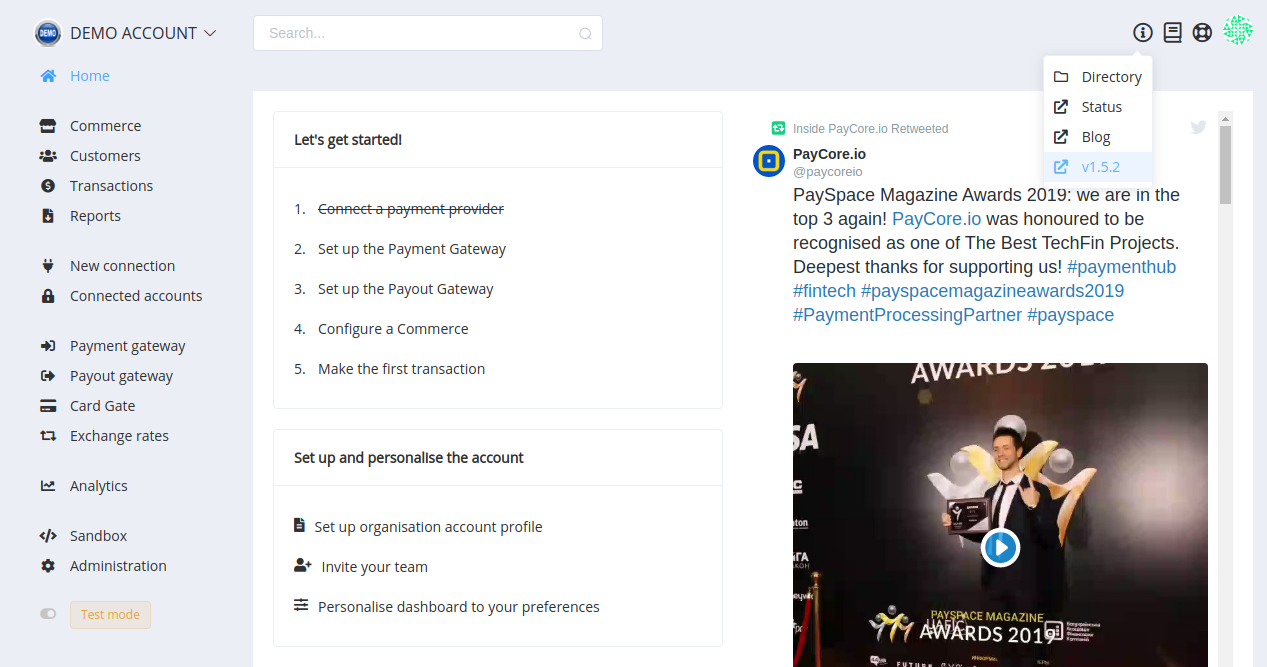 DEMO
DEMO ACCOUNT
Search...
Home
Commerce
Customers
Transactions
Reports
New connection
Connected accounts
Payment gateway
Payout gateway
Card Gate
Exchange rates
Analytics
Sandbox
Administration
Test mode
Let's get started!
1. Connect a payment provider
2. Set up the Payment Gateway
3. Set up the Payout Gateway
4. Configure a Commerce
5. Make the first transaction
Set up and personalise the account
Set up organisation account profile
Invite your team
Personalise dashboard to your preferences
Directory
Status
Blog
v1.5.2
Inside PayCore.io Retweeted
PayCore.io
@paycoreio
PaySpace Magazine Awards 2019: we are in the
top 3 again! PayCore.io was honoured to be
recognised as one of The Best TechFin Projects.
Deepest thanks for supporting us! #paymenthub
#fintech #payspacemagazineawards2019
#PaymentProcessingPartner #payspace
AWARDS 2019
PAYSPACE MAGAZINE
AWARDS 2019
FUTURE